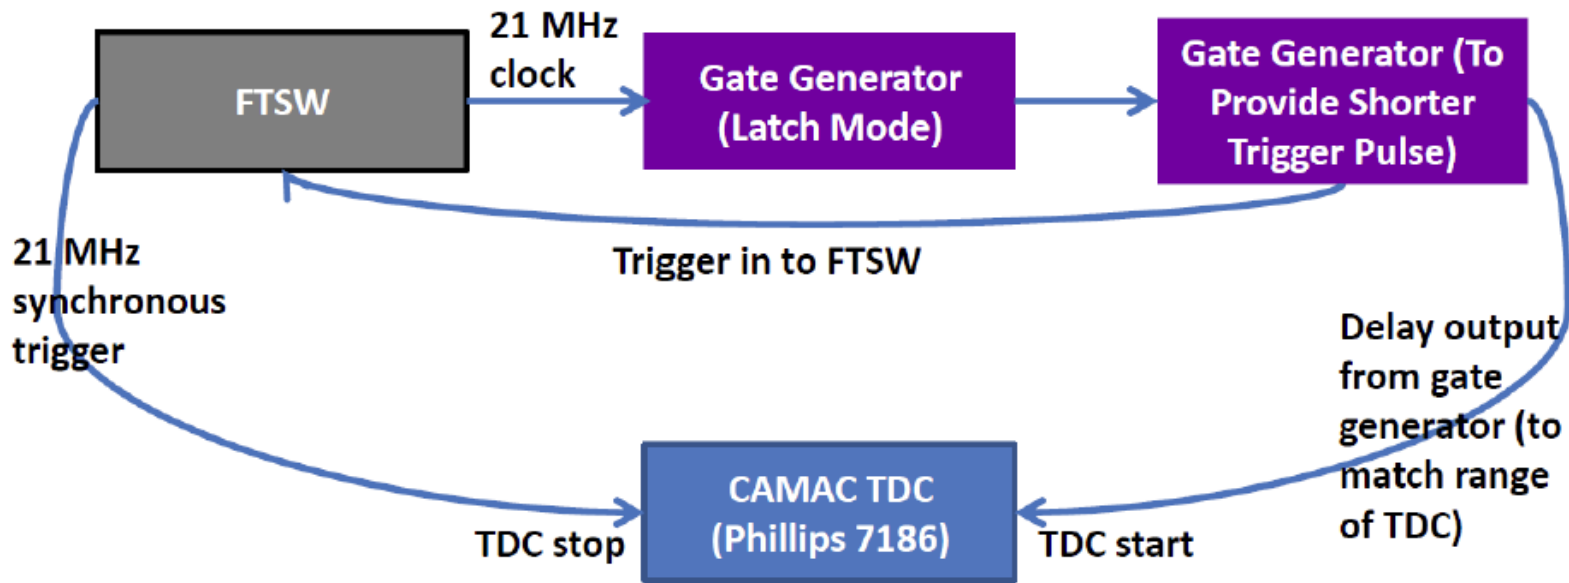 21 MHz
clock
FTSW
Gate Generator
(Latch Mode)
Gate Generator (To
Provide Shorter
Trigger Pulse)
21 MHz
synchronous
trigger
Trigger in to FTSW
Delay output
from gate
generator (to
match range
of TDC)
CAMAC TDC
(Phillips 7186)
TDC stop
TDC start